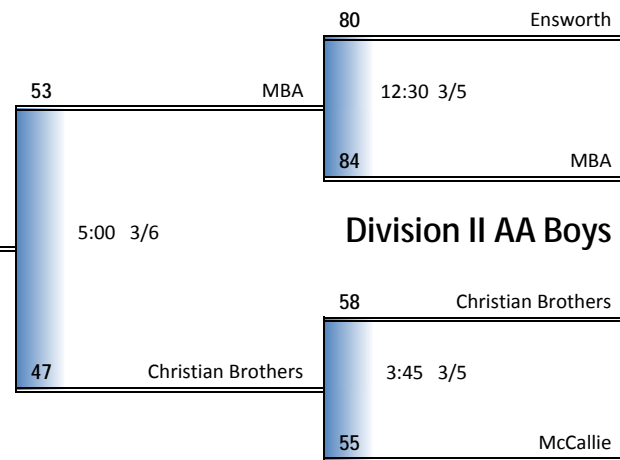 80 Ensworth
53 MBA
12:30 3/5
84 MBA
5:00 3/6
Division II AA Boys
58 Christian Brothers
47 Christian Brothers
3:45 3/5
55 McCallie